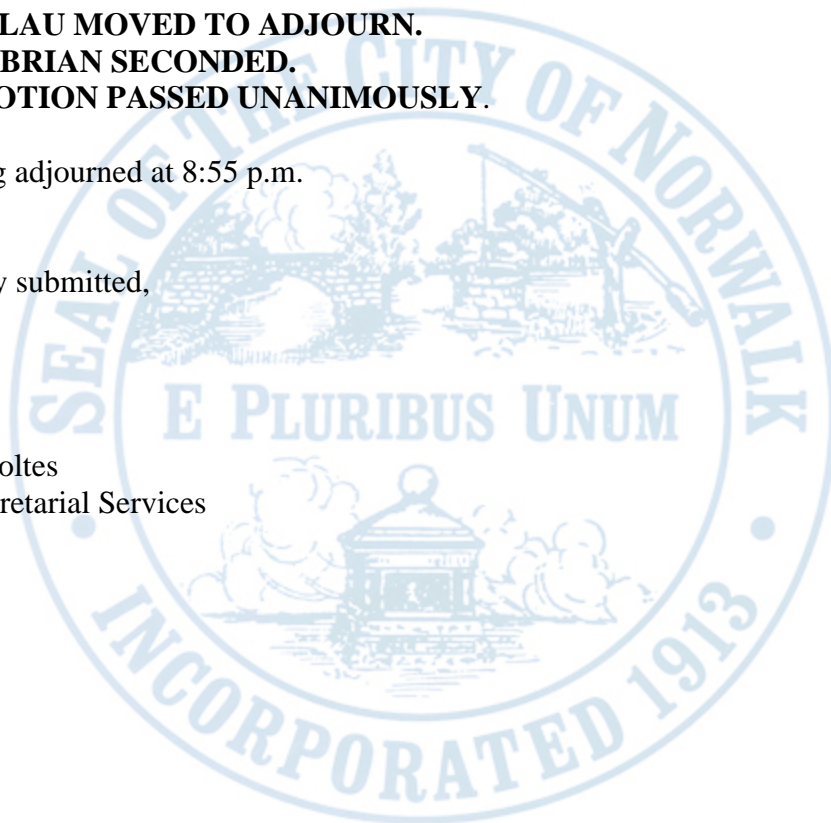 LAU MOVED TO ADJOURN.
BRIAN SECONDED.
OTION PASSED UNANIMOUSLY.
g adjourned at 8:55 p.m.
y submitted,
oltes
retarial Services
SEAL OF THE CITY OF NORWALK
E PLURIBUS UNUM
INCORPORATED 1913